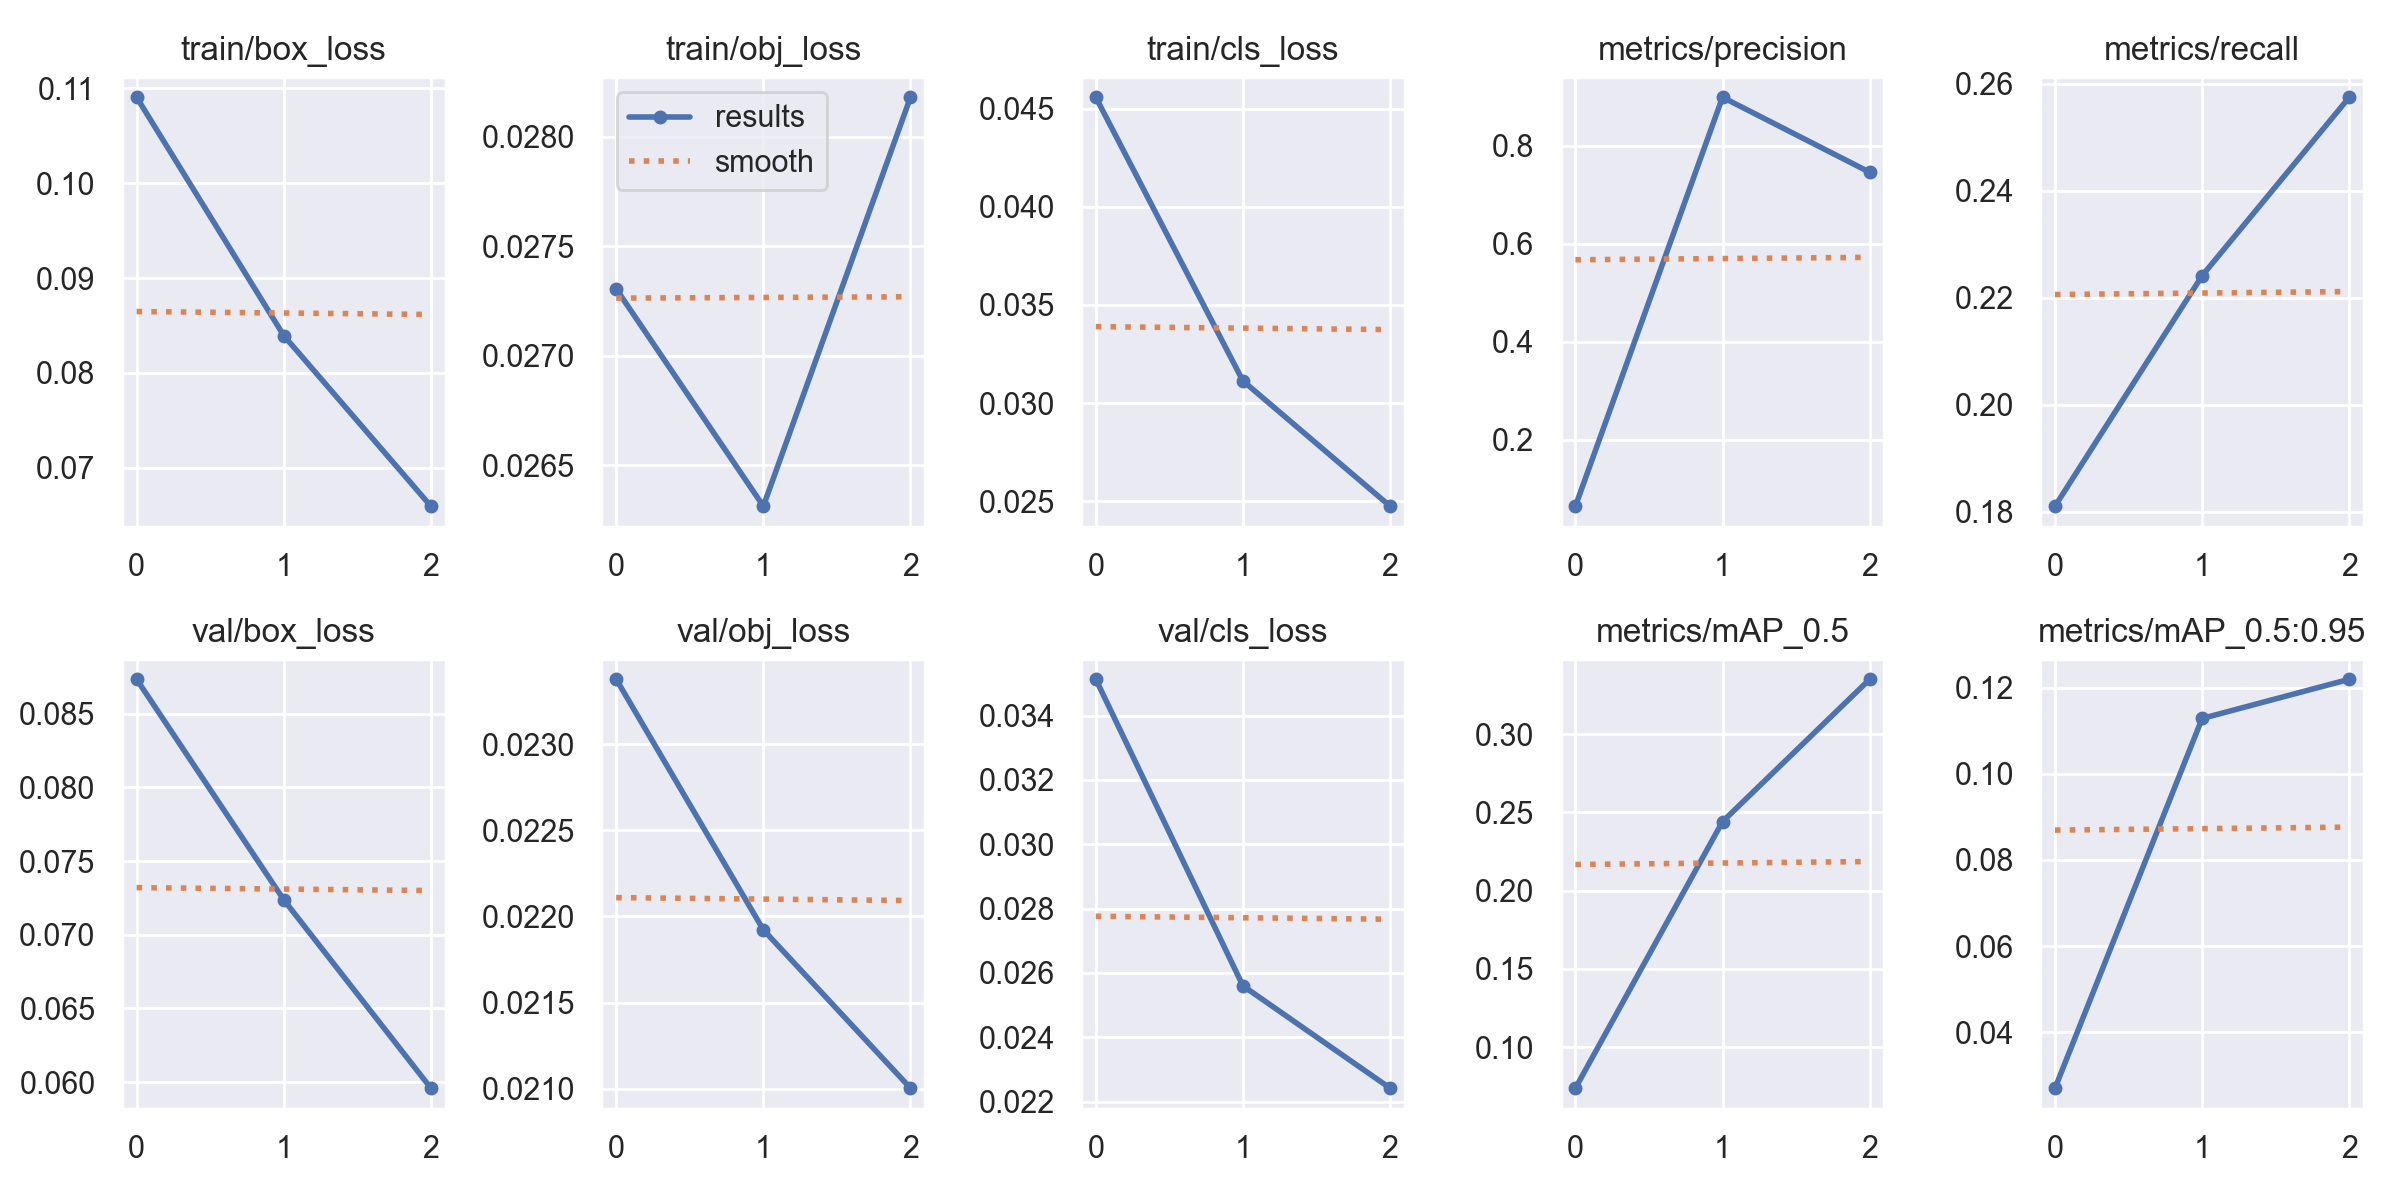 train/box_loss
0.11
0.10
0.09
0.08
0.07
0 1 2
train/obj_loss
results
smooth
0.0280
0.0275
0.0270
0.0265
0 1 2
train/cls_loss
0.045
0.040
0.035
0.030
0.025
0 1 2
metrics/precision
0.8
0.6
0.4
0.2
0 1 2
metrics/recall
0.26
0.24
0.22
0.20
0.18
0 1 2
val/box_loss
0.085
0.080
0.075
0.070
0.065
0.060
0 1 2
val/obj_loss
0.0230
0.0225
0.0220
0.0215
0.0210
0 1 2
val/cls_loss
0.034
0.032
0.030
0.028
0.026
0.024
0.022
0 1 2
metrics/mAP_0.5
0.30
0.25
0.20
0.15
0.10
0 1 2
metrics/mAP_0.5:0.95
0.12
0.10
0.08
0.06
0.04
0 1 2